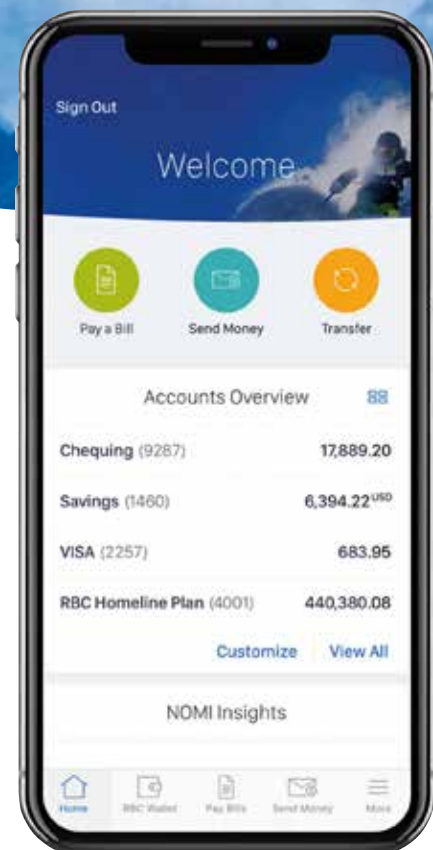 Sign Out
Welcome
Pay a Bill Send Money Transfer
Accounts Overview
Chequing (9287) 17,889.20
Savings (1460) 6,394.22 USD
VISA (2257) 683.95
RBC Homeline Plan (4001) 440,380.08
Customize View All
NOMI Insights
Home RBC Wallet Pay Bills Send Money More